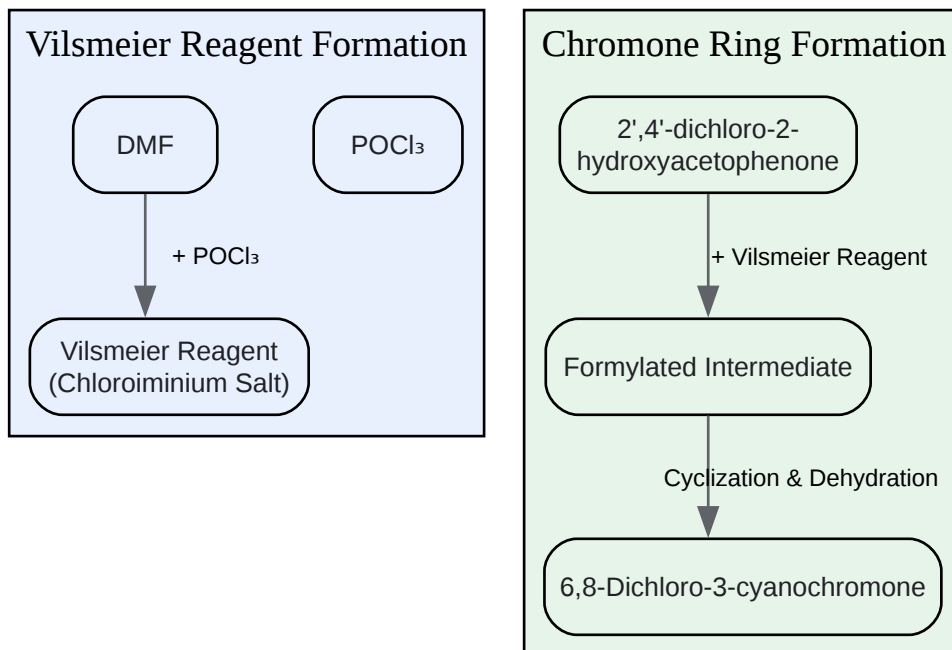 Vilsmeier Reagent Formation
DMF
POCl₃
+ POCl₃
Vilsmeier Reagent
(Chloroiminium Salt)
Chromone Ring Formation
2',4'-dichloro-2-
hydroxyacetophenone
+ Vilsmeier Reagent
Formylated Intermediate
Cyclization & Dehydration
6,8-Dichloro-3-cyanochromone